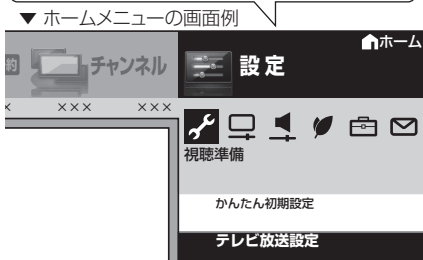 ▼ ホームメニューの画面例
ホーム
約 チャンネル 設定
× ××× ×××
視聴準備
かんたん初期設定
テレビ放送設定